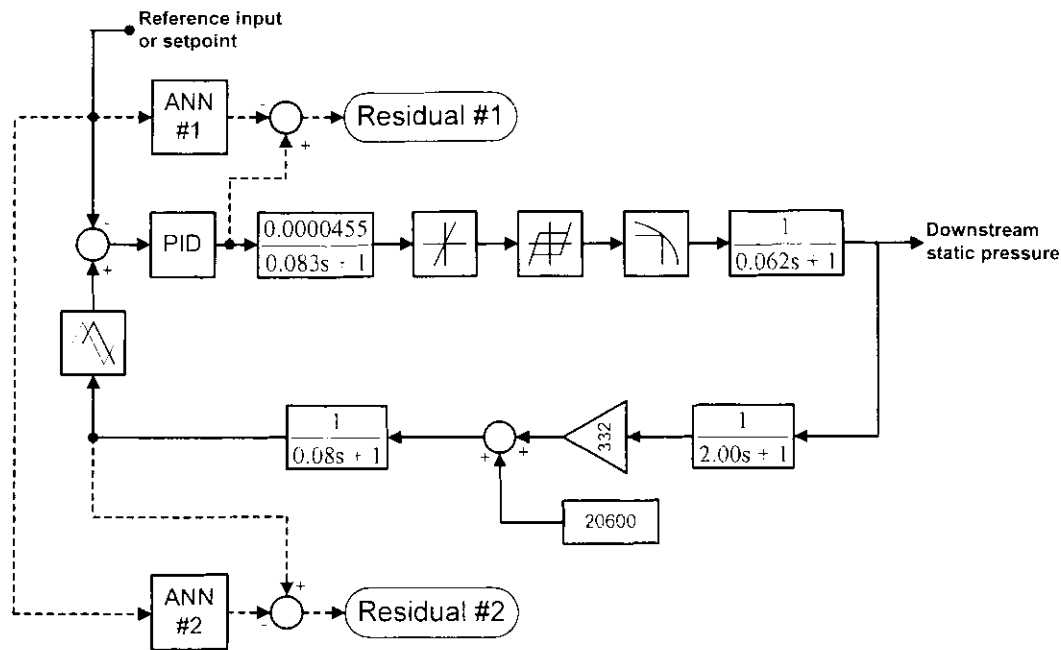 Reference input
or setpoint
ANN
#1
-
+
Residual #1
-
+
PID
0.0000455
0.083s + 1
1
0.062s + 1
Downstream
static pressure
1
0.08s + 1
+
+
332
1
2.00s + 1
20600
ANN
#2
+
-
Residual #2